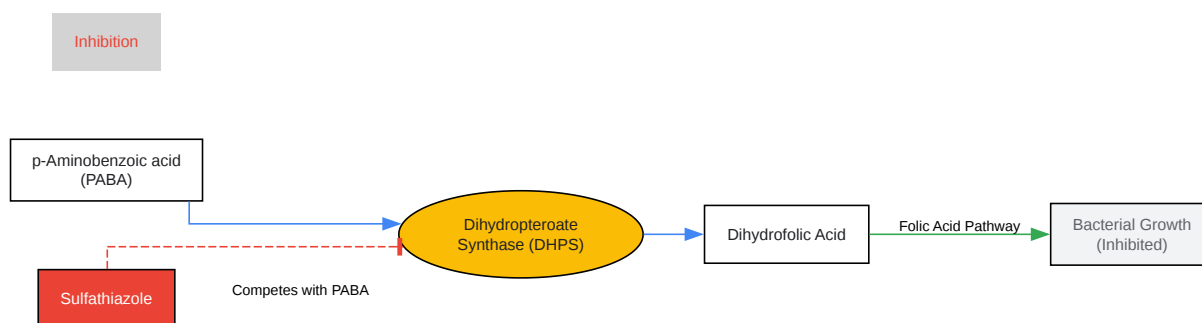 Inhibition
p-Aminobenzoic acid
(PABA)
Dihydropteroate
Synthase (DHPS)
Dihydrofolic Acid
Folic Acid Pathway
Bacterial Growth
(Inhibited)
Sulfathiazole
Competes with PABA